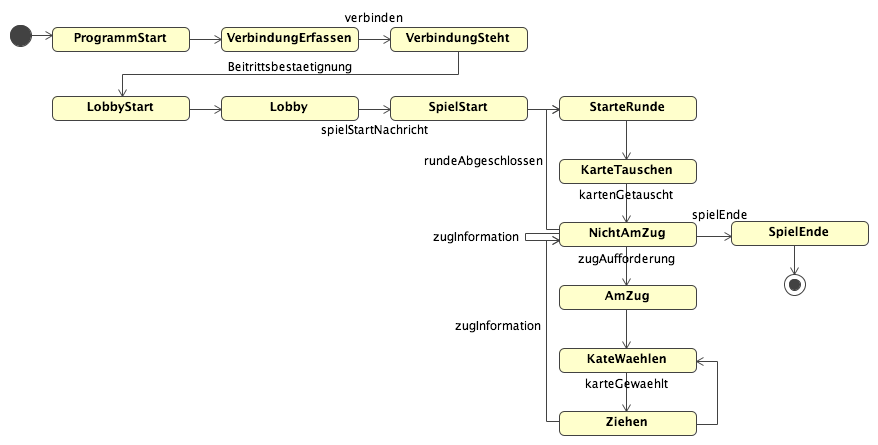 verbinden
ProgrammStart
VerbindungErfassen
VerbindungSteht
Beitrittsbestaetignung
LobbyStart
Lobby
SpielStart
StarteRunde
spielStartNachricht
rundeAbgeschlossen
KarteTauschen
kartenGetauscht
spielEnde
NichtAmZug
SpielEnde
zugInformation
zugAufforderung
AmZug
zugInformation
KateWaehlen
karteGewaehlt
Ziehen